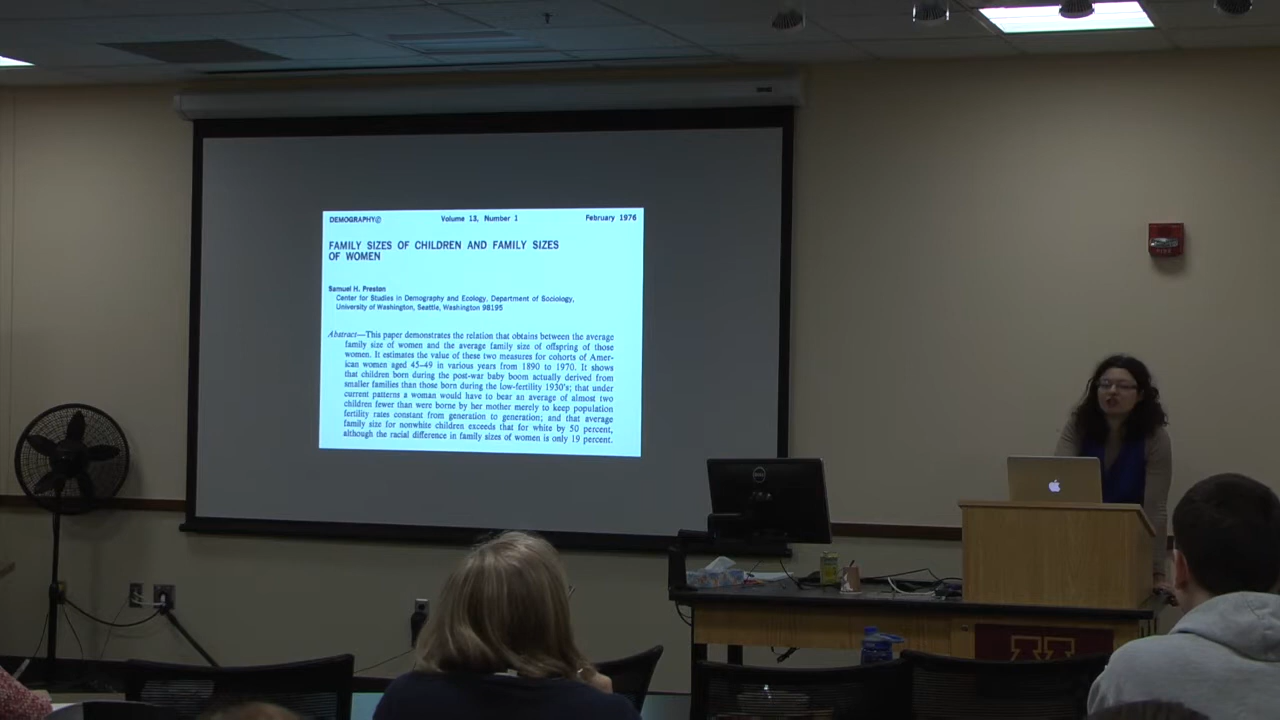 DEMOGRAPHY© Volume 13, Number 1 February 1976
FAMILY SIZES OF CHILDREN AND FAMILY SIZES
OF WOMEN
Samuel H. Preston
Center for Studies in Demography and Ecology, Department of Sociology,
University of Washington, Seattle, Washington 98195
Abstract—This paper demonstrates the relation that obtains between the average
family size of women and the average family size of offspring of those
women. It estimates the value of these two measures for cohorts of Amer-
ican women aged 45-49 in various years from 1890 to 1970. It shows
that children born during the post-war baby boom actually derived from
smaller families than those born during the low-fertility 1930's; that under
current patterns a woman would have to bear an average of almost two
children fewer than were borne by her mother merely to keep population
fertility rates constant from generation to generation; and that average
family size for nonwhite children exceeds that for white by 50 percent,
although the racial difference in family sizes of women is only 19 percent.
FIRE
DELL
M